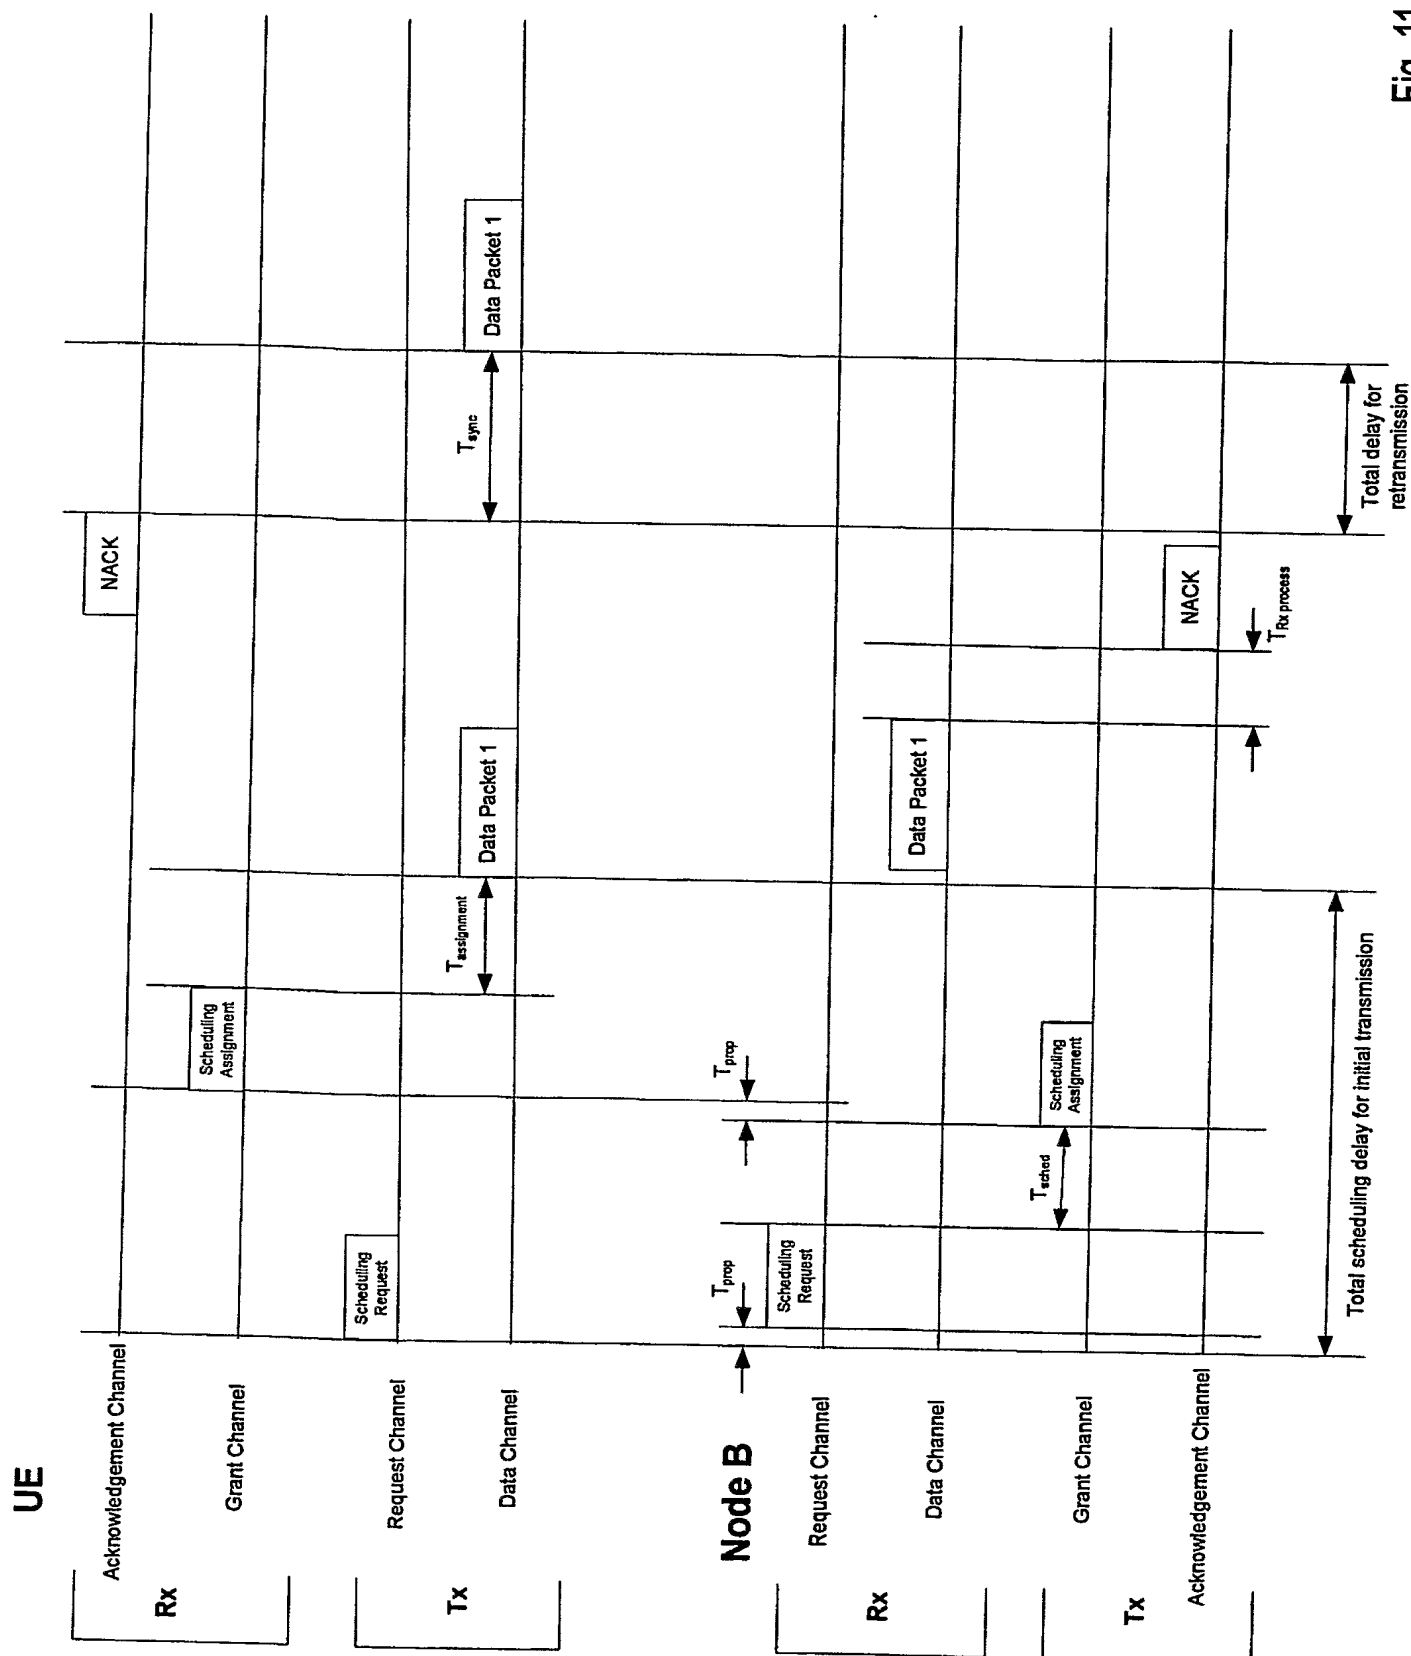 UE
Rx
Acknowledgement Channel
NACK
Grant Channel
Scheduling
Assignment
Tx
Request Channel
Scheduling
Request
Data Channel
Tassignment
Data Packet 1
Tsync
Data Packet 1
Node B
Tprop
Tprop
Rx
Request Channel
Scheduling
Request
Data Channel
Data Packet 1
Tx
Grant Channel
Tsched
Scheduling
Assignment
Acknowledgement Channel
NACK
TRx process
Total scheduling delay for initial transmission
Total delay for
retransmission
Fig. 11